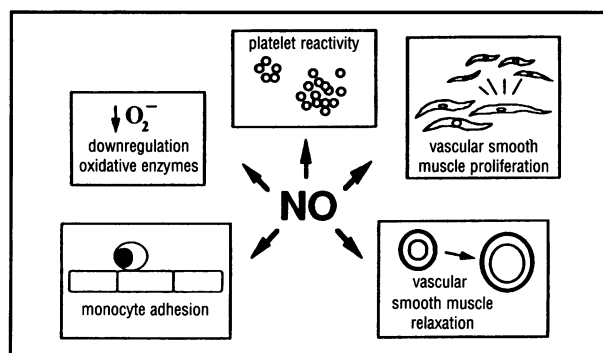 platelet reactivity
↓ O₂⁻
downregulation
oxidative enzymes
vascular smooth
muscle proliferation
NO
monocyte adhesion
vascular
smooth muscle
relaxation